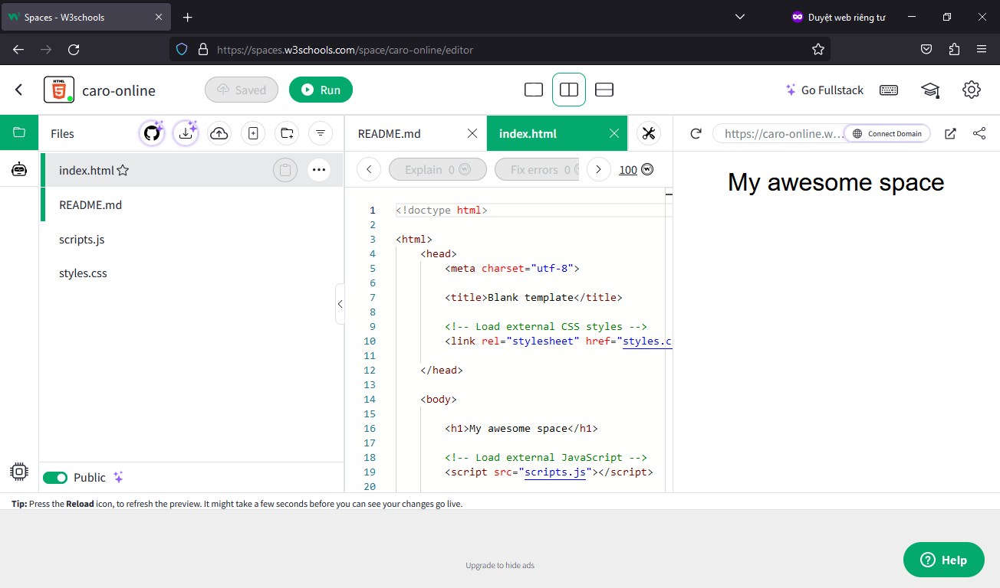 Spaces - W3schools
Duyệt web riêng tư
https://spaces.w3schools.com/space/caro-online/editor
HTML
5
caro-online
Saved
Run
Go Fullstack
Files
README.md
index.html
https://caro-online.w...
Connect Domain
index.html
README.md
scripts.js
styles.css
Explain 0
Fix errors 0
100
1 <!doctype html>
2
3 <html>
4 <head>
5 <meta charset="utf-8">
6
7 <title>Blank template</title>
8
9 <!-- Load external CSS styles -->
10 <link rel="stylesheet" href="styles.c
11
12 </head>
13
14 <body>
15
16 <h1>My awesome space</h1>
17
18 <!-- Load external JavaScript -->
19 <script src="scripts.js"></script>
20
My awesome space
Public
Tip: Press the Reload icon, to refresh the preview. It might take a few seconds before you can see your changes go live.
Upgrade to hide ads
Help